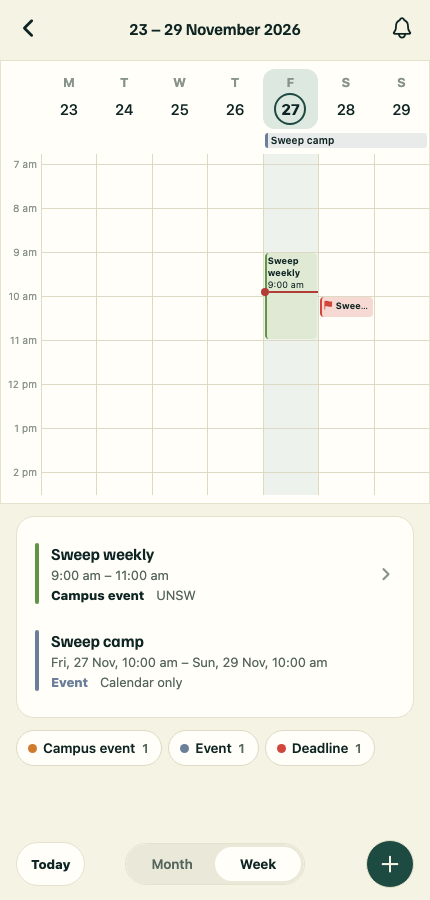 23 – 29 November 2026
M T W T F S S
23 24 25 26 27 28 29
Sweep camp
7 am
8 am
9 am
Sweep
weekly
9:00 am
10 am
Swee...
11 am
12 pm
1 pm
2 pm
Sweep weekly
9:00 am – 11:00 am
Campus event UNSW
Sweep camp
Fri, 27 Nov, 10:00 am – Sun, 29 Nov, 10:00 am
Event Calendar only
Campus event 1 Event 1 Deadline 1
Today Month Week